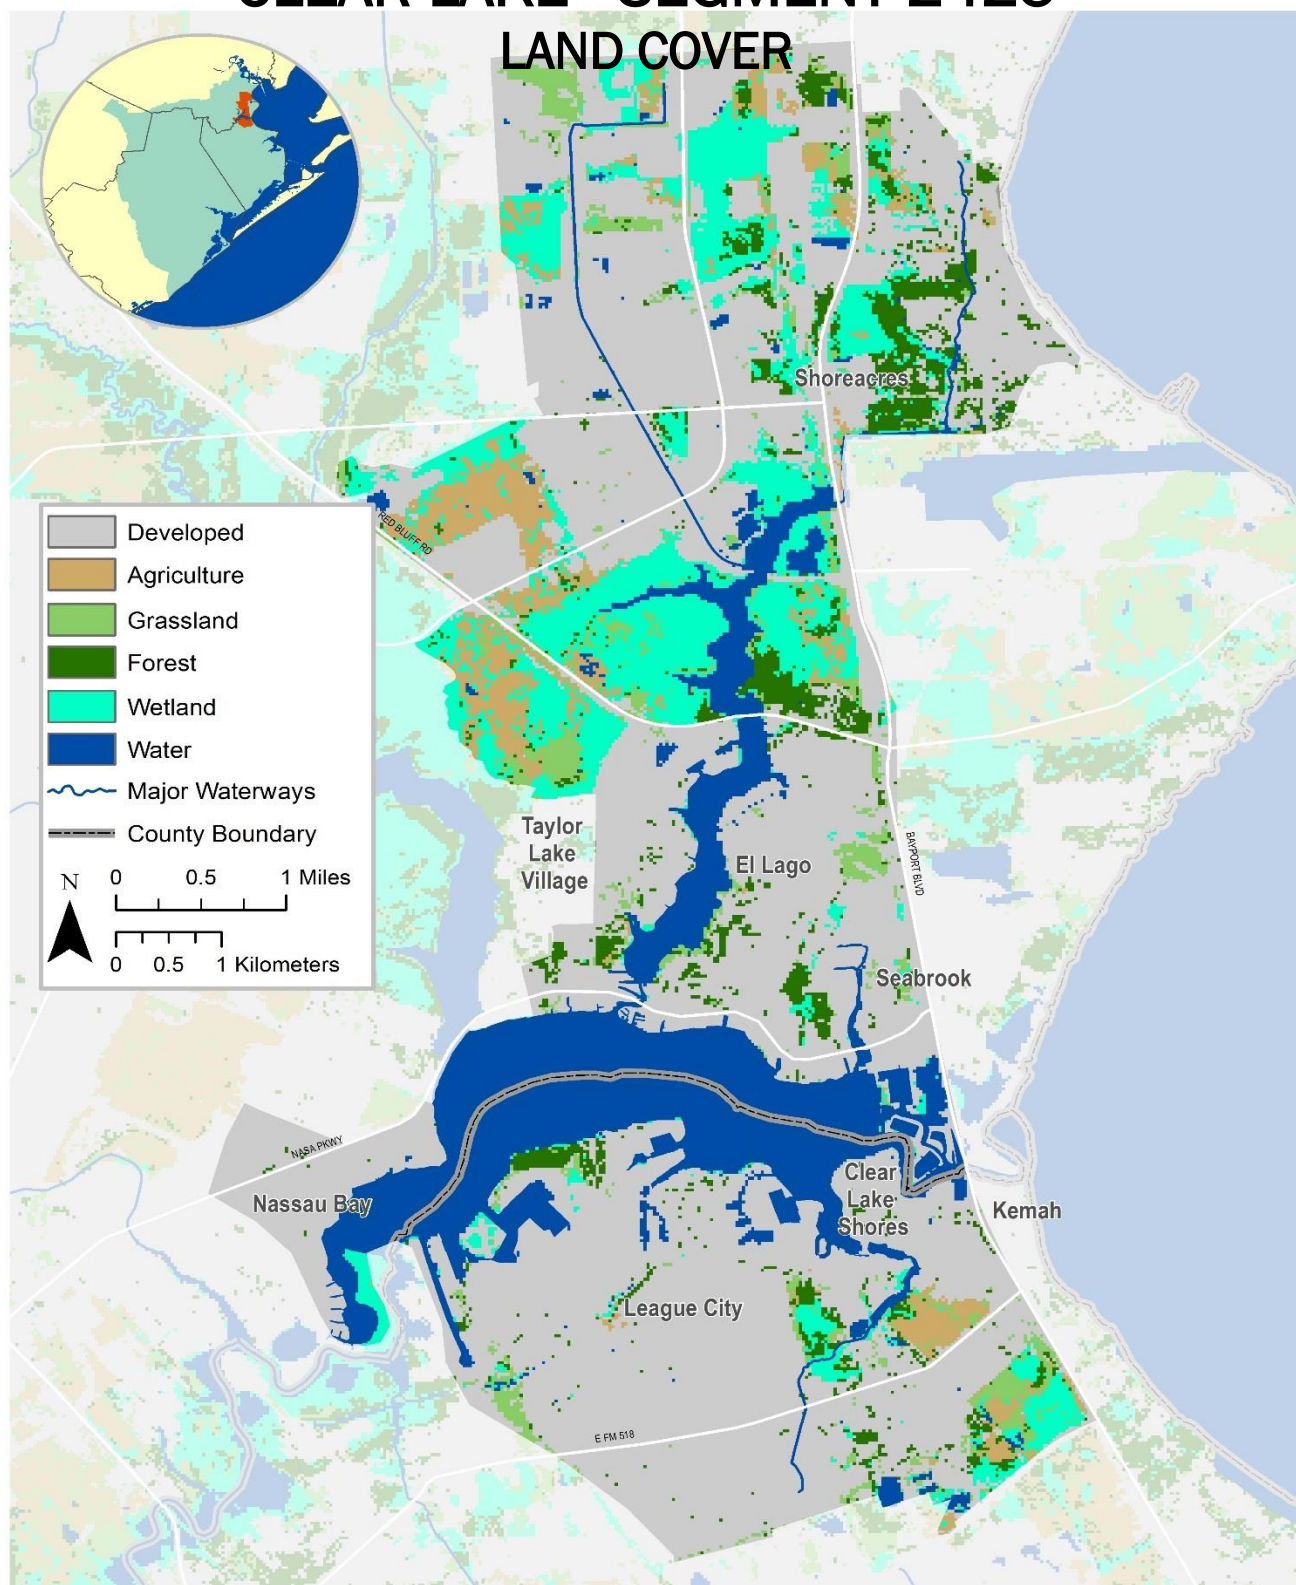 LAND COVER
Shoreacres
RED BLUFF RD
Developed
Agriculture
Grassland
Forest
Wetland
Water
Major Waterways
County Boundary
N
0 0.5 1 Miles
0 0.5 1 Kilometers
Taylor
Lake
Village
El Lago
BAYPORT BLVD
Seabrook
NASA PKWY
Nassau Bay
Clear
Lake
Shores
Kemah
League City
E FM 518